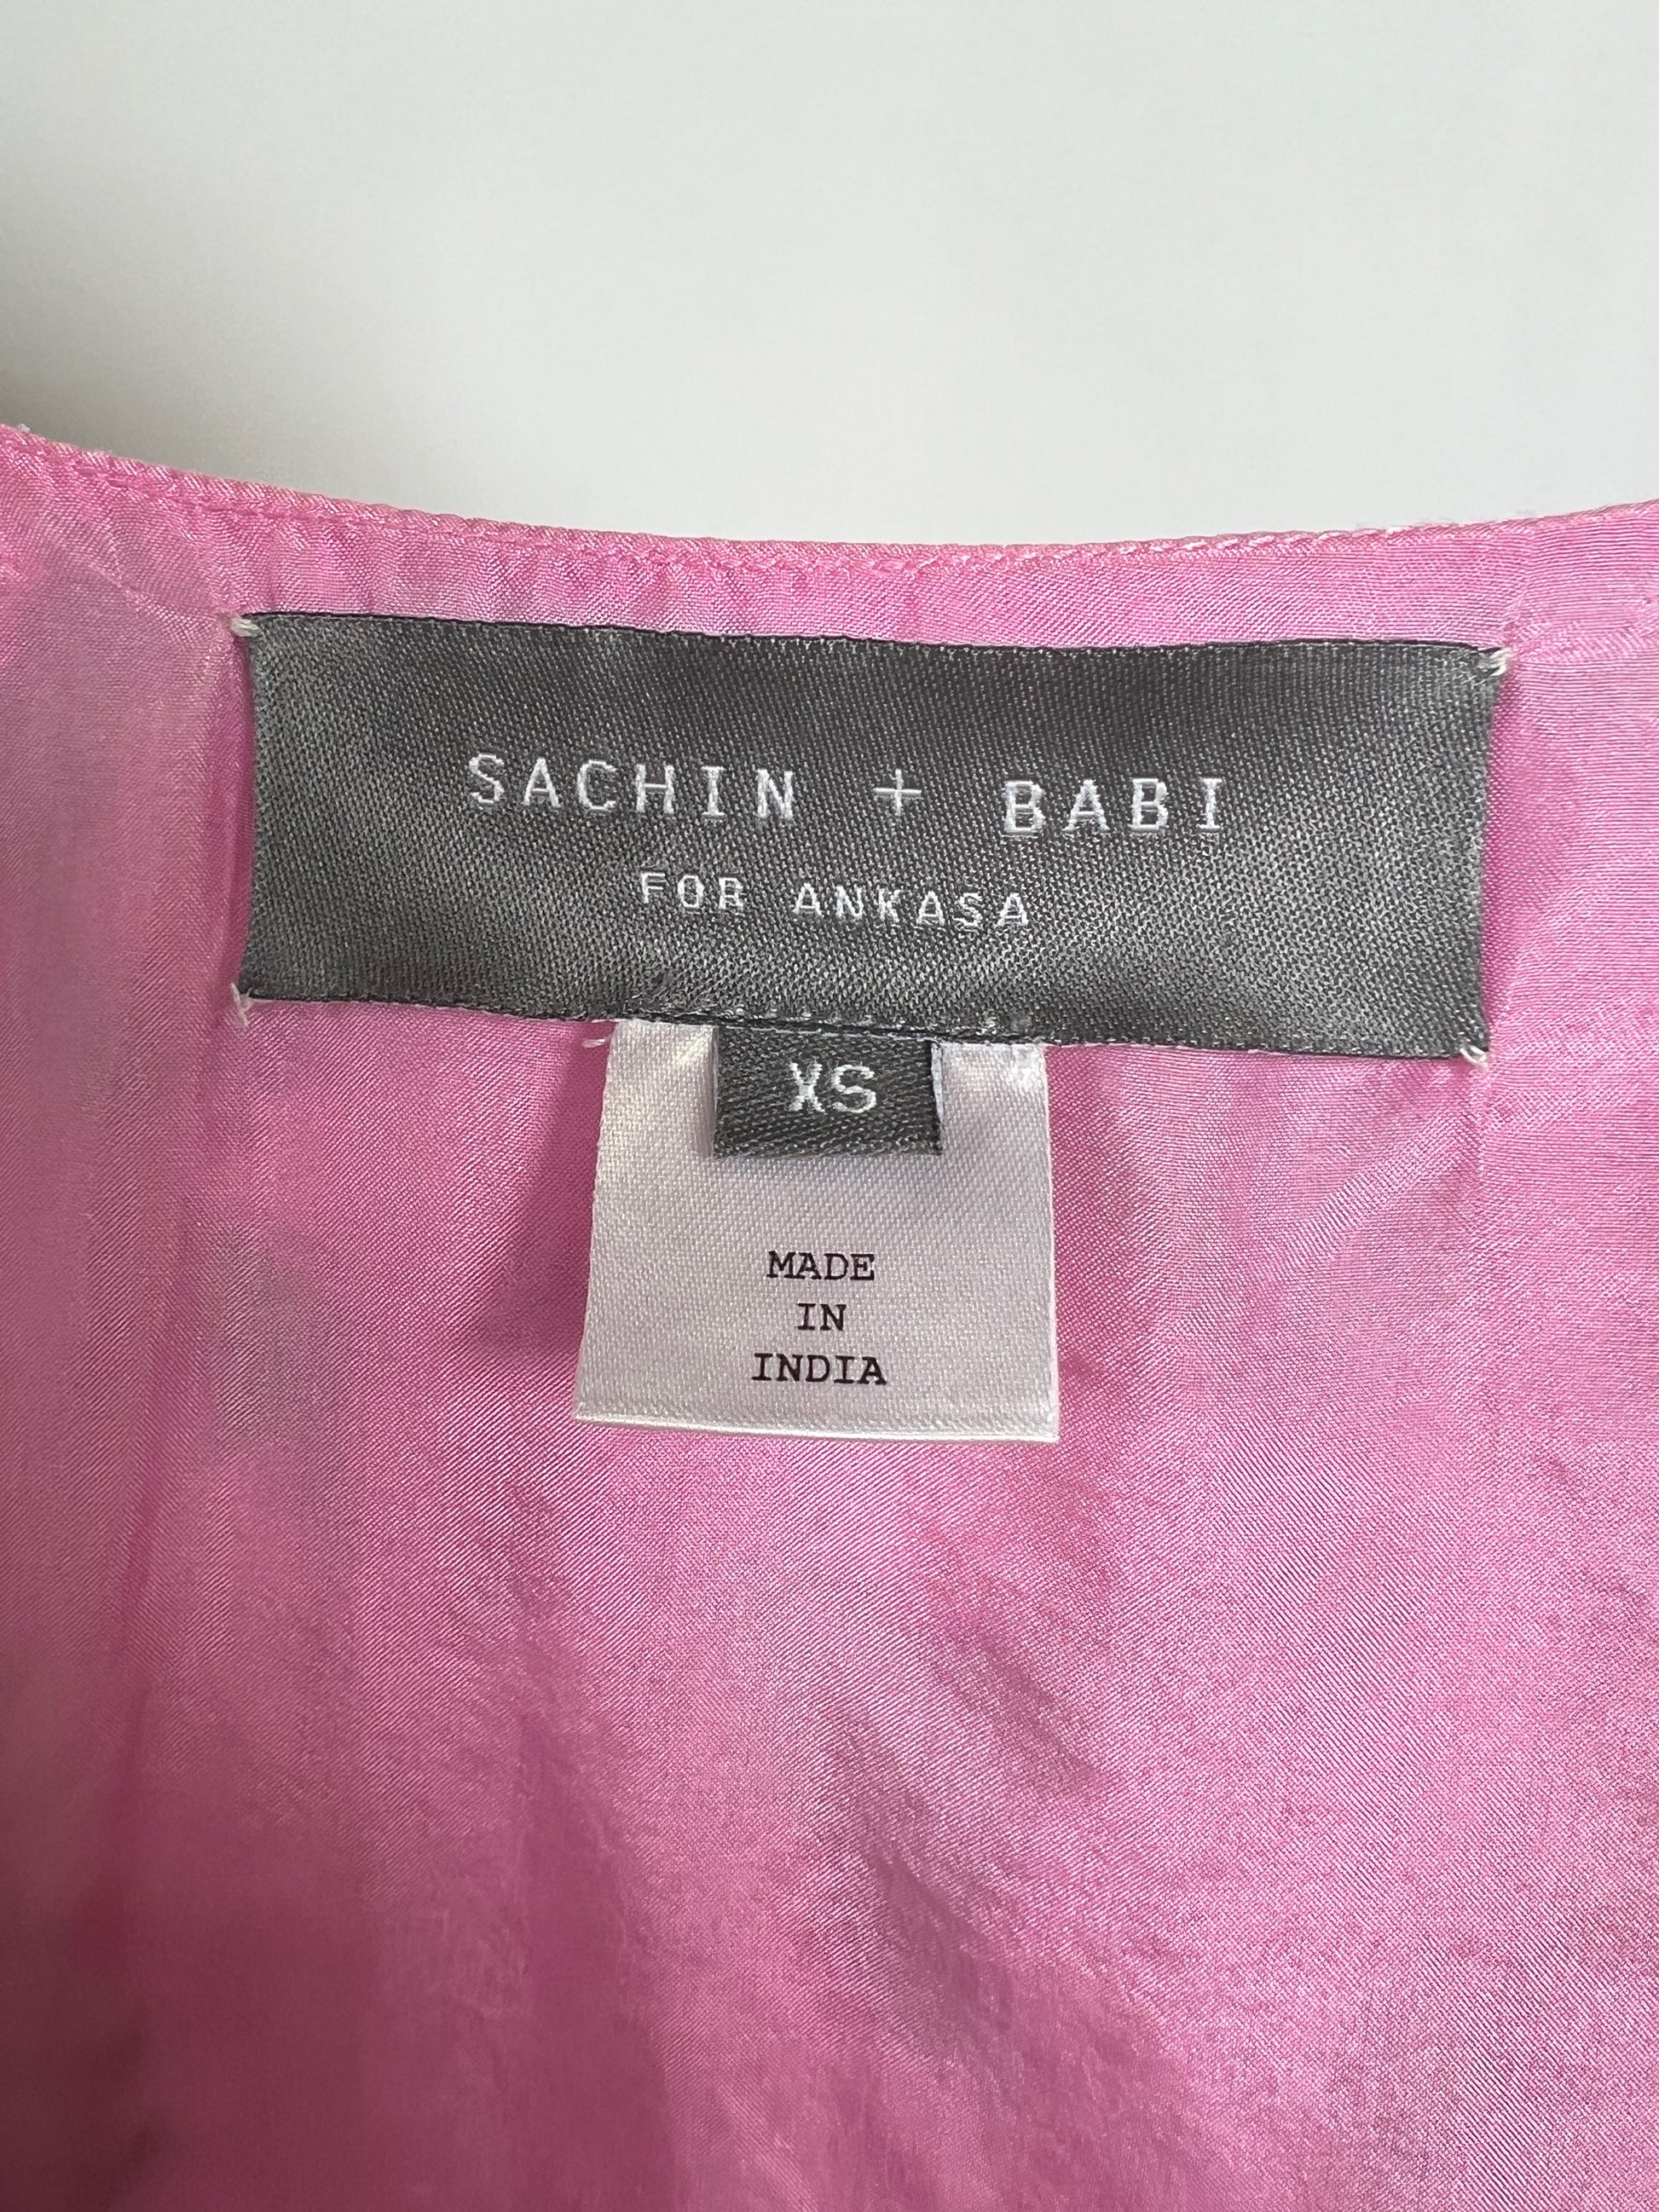 SACHIN + BABI
FOR ANKASA
XS
MADE
IN
INDIA